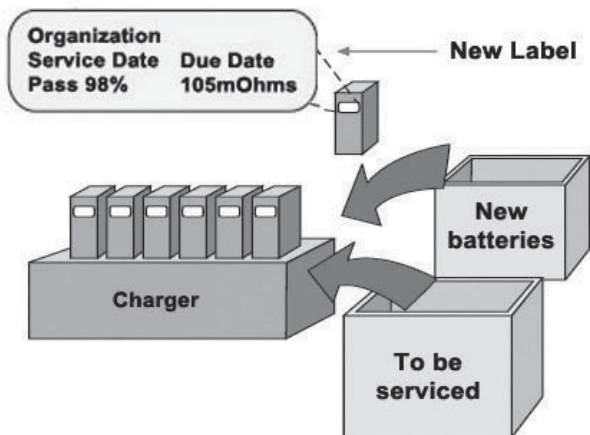 Organization
Service Date Due Date
Pass 98% 105mOhms
New Label
New
batteries
Charger
To be
serviced